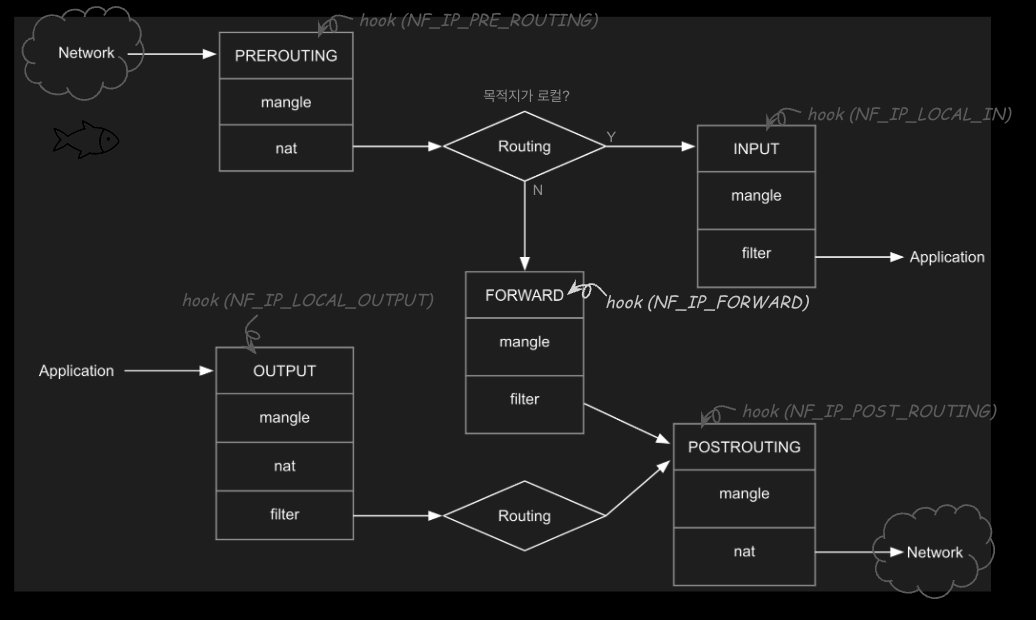 hook (NF_IP_PRE_ROUTING)
Network
PREROUTING
mangle
nat
목적지가 로컬?
Routing
Y
N
hook (NF_IP_LOCAL_IN)
INPUT
mangle
filter
Application
FORWARD
hook (NF_IP_FORWARD)
mangle
filter
hook (NF_IP_LOCAL_OUTPUT)
Application
OUTPUT
mangle
nat
filter
Routing
hook (NF_IP_POST_ROUTING)
POSTROUTING
mangle
nat
Network